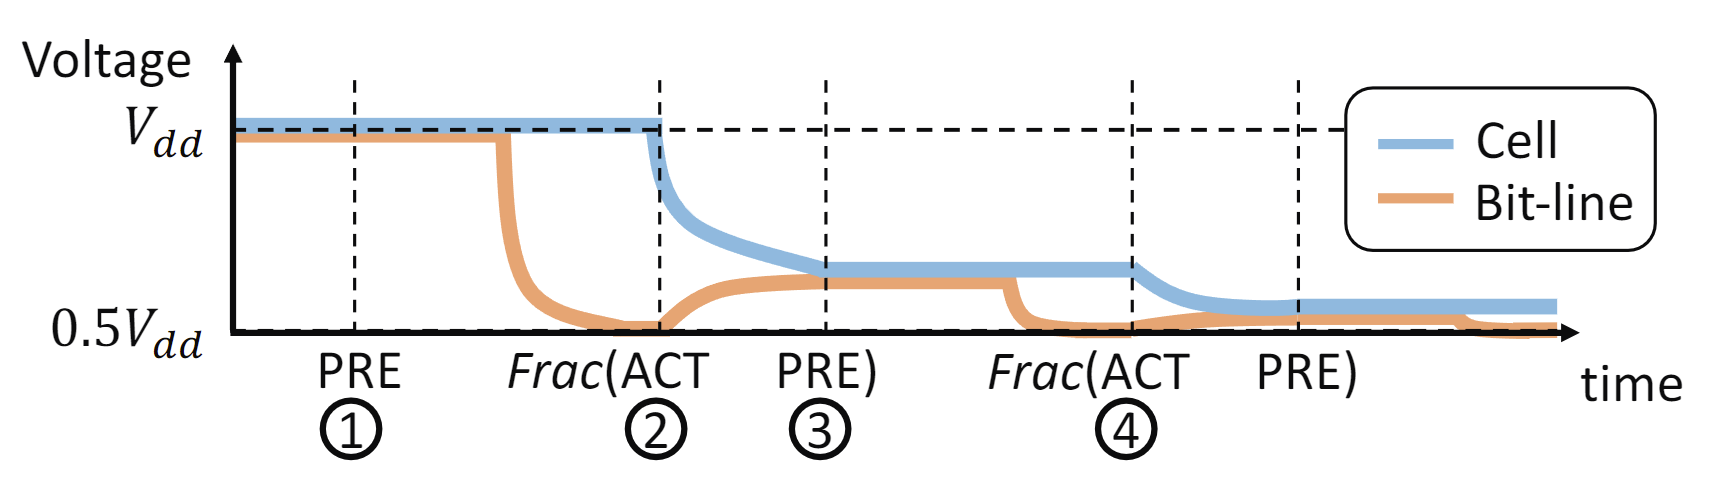 Voltage
Vdd
0.5Vdd
Cell
Bit-line
PRE
Frac(ACT
PRE)
Frac(ACT
PRE)
time
①
②
③
④